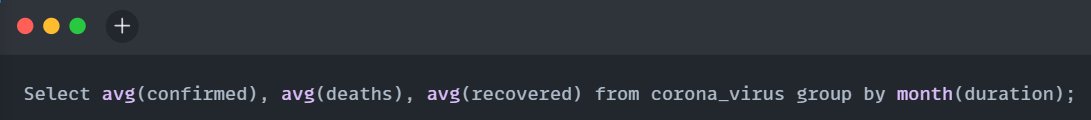 Select avg(confirmed), avg(deaths), avg(recovered) from corona_virus group by month(duration);